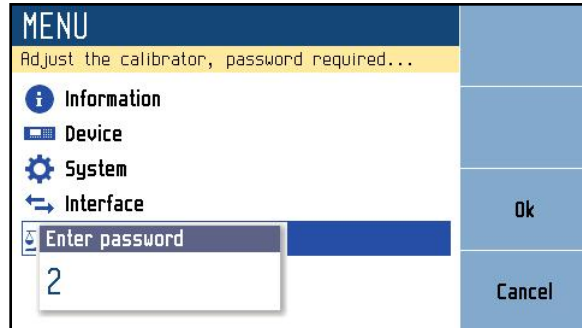 MENU
Adjust the calibrator, password required...
Information
Device
System
Interface
Ok
Enter password
2
Cancel